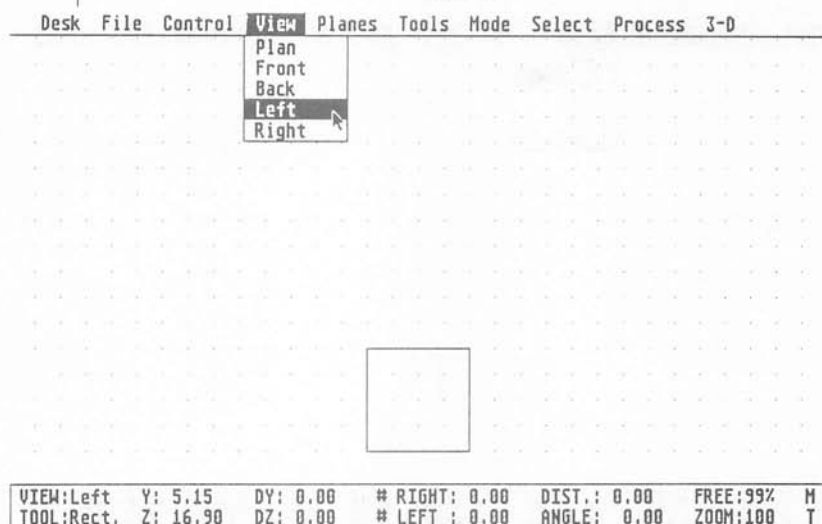 Desk File Control View Planes Tools Mode Select Process 3-D
Plan
Front
Back
Left
Right
VIEW:Left Y: 5.15 DY: 0.00 # RIGHT: 0.00 DIST.: 0.00 FREE:99% M
TOOL:Rect. Z: 16.90 DZ: 0.00 # LEFT : 0.00 ANGLE: 0.00 ZOOM:100 T